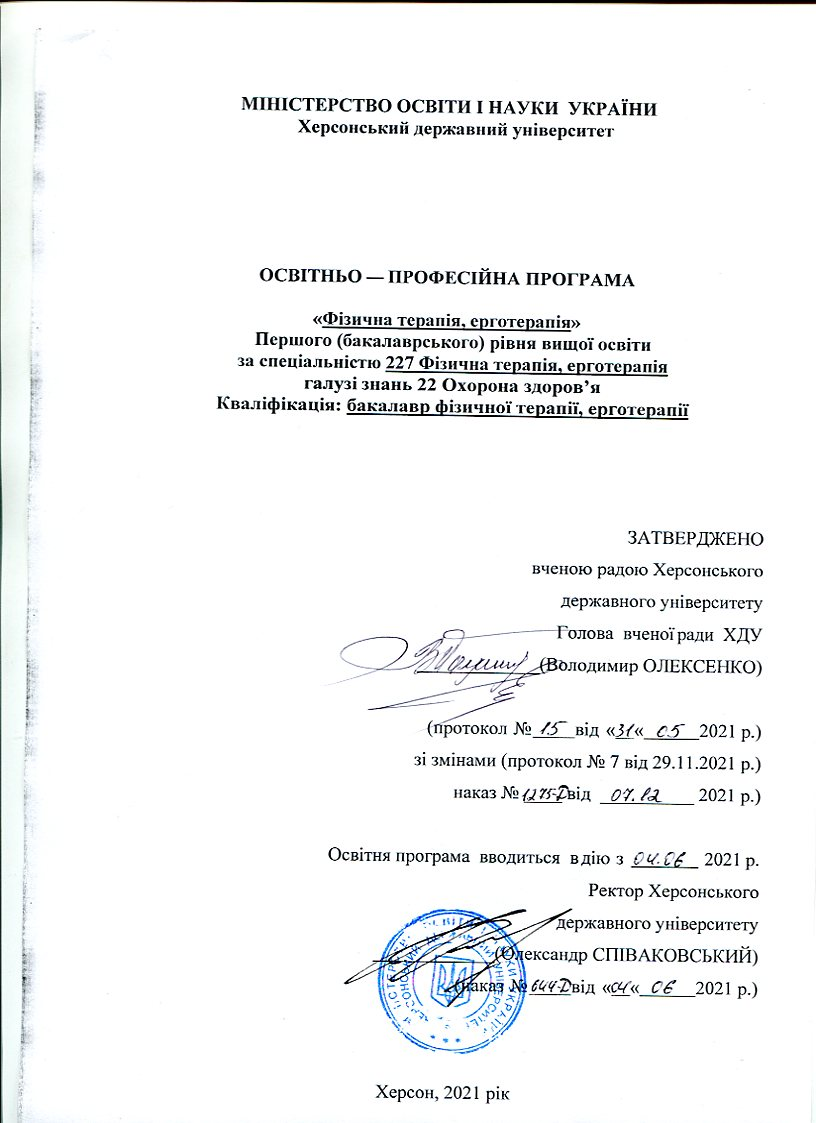 МІНІСТЕРСТВО ОСВІТИ І НАУКИ УКРАЇНИ
Херсонський державний університет
ОСВІТНЬО — ПРОФЕСІЙНА ПРОГРАМА
«Фізична терапія, ерготерапія»
Першого (бакалаврського) рівня вищої освіти
за спеціальністю 227 Фізична терапія, ерготерапія
галузі знань 22 Охорона здоров’я
Кваліфікація: бакалавр фізичної терапії, ерготерапії
ЗАТВЕРДЖЕНО
вченою радою Херсонського
державного університету
Голова вченої ради ХДУ
(Володимир ОЛЕКСЕНКО)
(протокол № 15 від «31« 05 2021 р.)
зі змінами (протокол № 7 від 29.11.2021 р.)
наказ № 1275-Д від 07.12 2021 р.)
Освітня програма вводиться в дію з 04.06 2021 р.
Ректор Херсонського
державного університету
(Олександр СПІВАКОВСЬКИЙ)
(наказ № 644-Д від «04« 06 2021 р.)
Херсон, 2021 рік